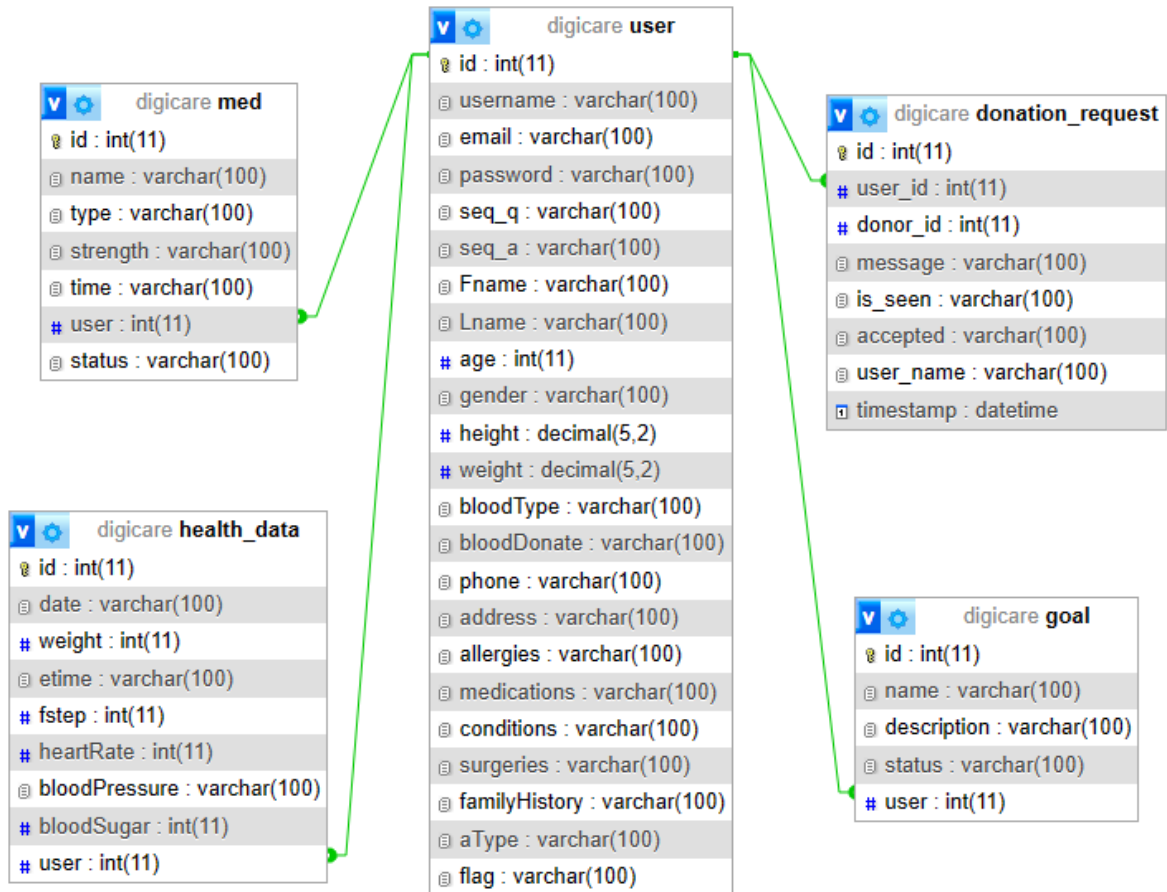 digicare med
id : int(11)
name : varchar(100)
type : varchar(100)
strength : varchar(100)
time : varchar(100)
user : int(11)
status : varchar(100)
digicare health_data
id : int(11)
date : varchar(100)
weight : int(11)
etime : varchar(100)
fstep : int(11)
heartRate : int(11)
bloodPressure : varchar(100)
bloodSugar : int(11)
user : int(11)
digicare user
id : int(11)
username : varchar(100)
email : varchar(100)
password : varchar(100)
seq_q : varchar(100)
seq_a : varchar(100)
Fname : varchar(100)
Lname : varchar(100)
age : int(11)
gender : varchar(100)
height : decimal(5,2)
weight : decimal(5,2)
bloodType : varchar(100)
bloodDonate : varchar(100)
phone : varchar(100)
address : varchar(100)
allergies : varchar(100)
medications : varchar(100)
conditions : varchar(100)
surgeries : varchar(100)
familyHistory : varchar(100)
aType : varchar(100)
flag : varchar(100)
digicare donation_request
id : int(11)
user_id : int(11)
donor_id : int(11)
message : varchar(100)
is_seen : varchar(100)
accepted : varchar(100)
user_name : varchar(100)
timestamp : datetime
digicare goal
id : int(11)
name : varchar(100)
description : varchar(100)
status : varchar(100)
user : int(11)